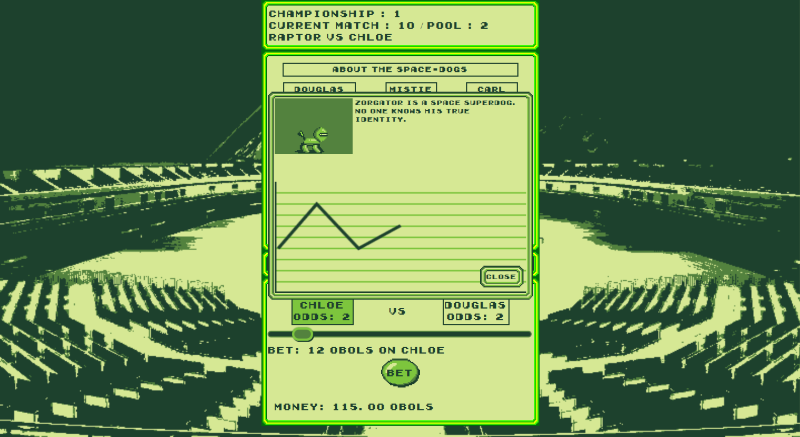 CHAMPIONSHIP : 1
CURRENT MATCH : 10 / POOL : 2
RAPTOR VS CHLOE
ABOUT THE SPACE-DOGS
DOUGLAS MISTIE CARL
ZORGATOR IS A SPACE SUPERDOG.
NO ONE KNOWS HIS TRUE
IDENTITY.
CLOSE
CHLOE
ODDS: 2
VS
DOUGLAS
ODDS: 2
BET: 12 OBOLS ON CHLOE
BET
MONEY: 115.00 OBOLS